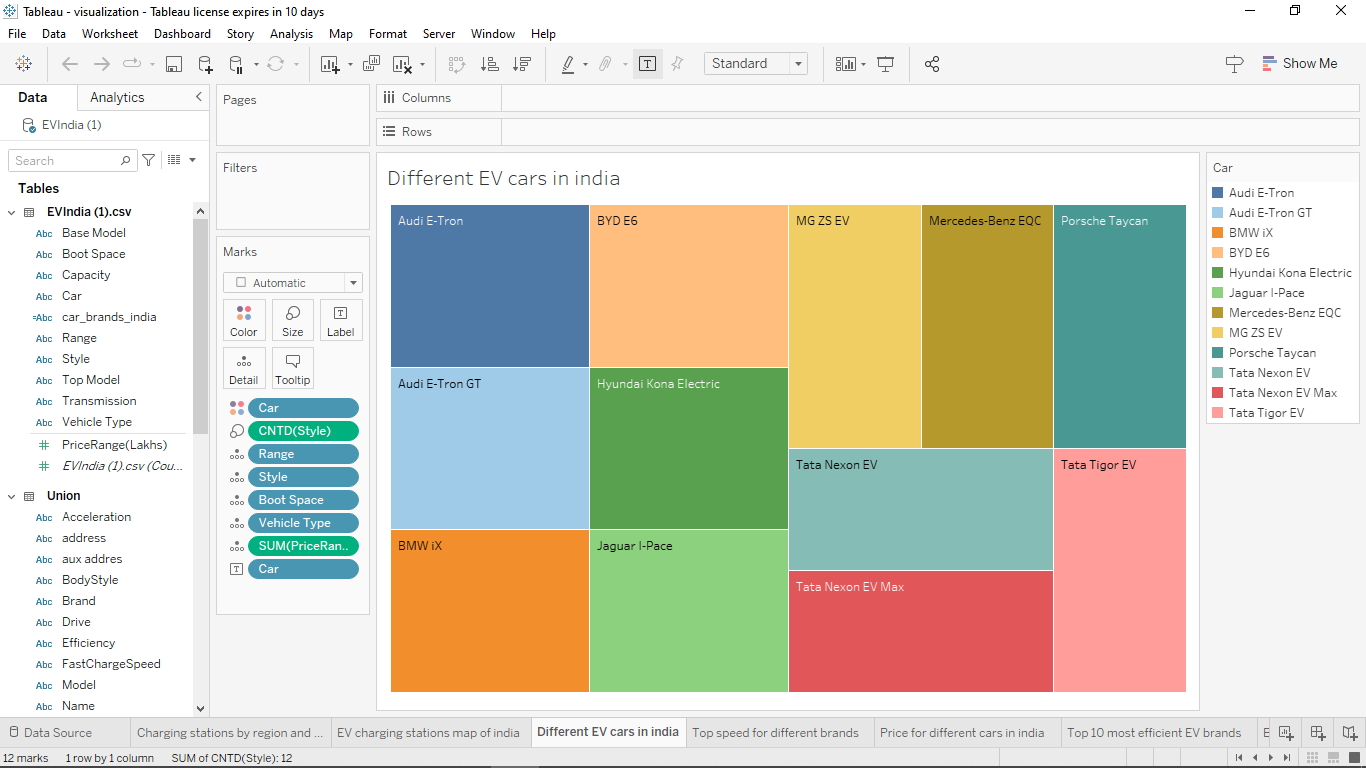 Tableau - visualization - Tableau license expires in 10 days
File Data Worksheet Dashboard Story Analysis Map Format Server Window Help
Standard
Show Me
Data Analytics
EVIndia (1)
Search
Tables
EVIndia (1).csv
Abc Base Model
Abc Boot Space
Abc Capacity
Abc Car
=Abc car_brands_india
Abc Range
Abc Style
Abc Top Model
Abc Transmission
Abc Vehicle Type
# PriceRange(Lakhs)
# EVIndia (1).csv (Cou...
Union
Abc Acceleration
Abc address
Abc aux addres
Abc BodyStyle
Abc Brand
Abc Drive
Abc Efficiency
Abc FastChargeSpeed
Abc Model
Abc Name
Pages
Filters
Marks
Automatic
Color Size T Label
Detail Tooltip
Car
CNTD(Style)
Range
Style
Boot Space
Vehicle Type
SUM(PriceRan..
T Car
Columns
Rows
Different EV cars in india
Audi E-Tron
BYD E6
MG ZS EV
Mercedes-Benz EQC
Porsche Taycan
Audi E-Tron GT
Hyundai Kona Electric
Tata Nexon EV
Tata Tigor EV
BMW iX
Jaguar I-Pace
Tata Nexon EV Max
Car
Audi E-Tron
Audi E-Tron GT
BMW iX
BYD E6
Hyundai Kona Electric
Jaguar I-Pace
Mercedes-Benz EQC
MG ZS EV
Porsche Taycan
Tata Nexon EV
Tata Nexon EV Max
Tata Tigor EV
Data Source Charging stations by region and ... EV charging stations map of india Different EV cars in india Top speed for different brands Price for different cars in india Top 10 most efficient EV brands E
12 marks 1 row by 1 column SUM of CNTD(Style): 12